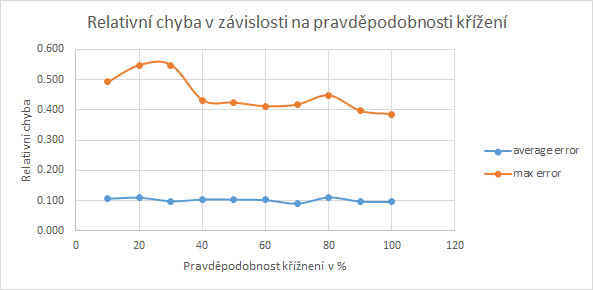 Relativní chyba v závislosti na pravděpodobnosti křížení
0.600
0.500
0.400
0.300
0.200
0.100
0.000
Relativní chyba
0 20 40 60 80 100 120
Pravděpodobnost křížnení v %
average error
max error